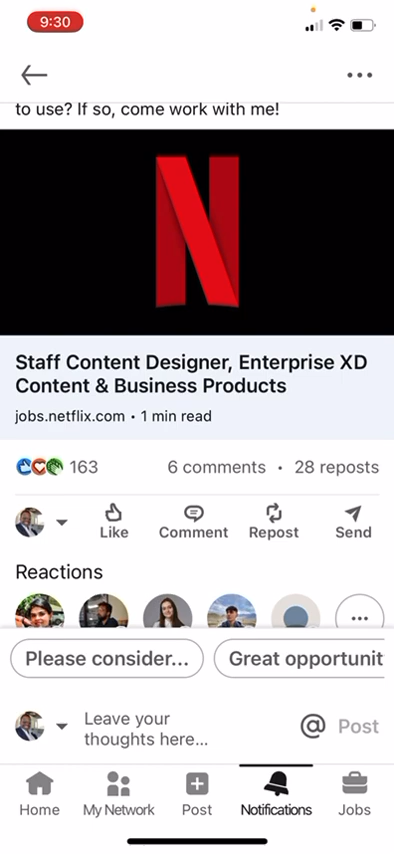 9:30
to use? If so, come work with me!
N
Staff Content Designer, Enterprise XD
Content & Business Products
jobs.netflix.com • 1 min read
163 6 comments • 28 reposts
Like Comment Repost Send
Reactions
Please consider... Great opportunit
Leave your
thoughts here...
@ Post
Home My Network Post Notifications Jobs